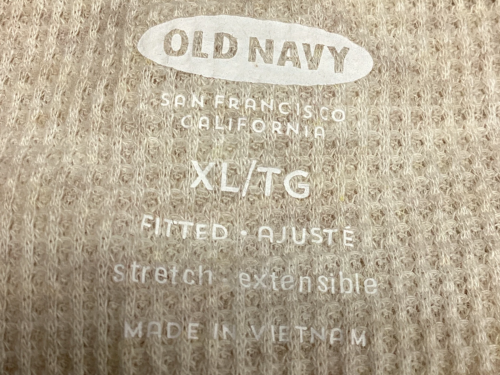 OLD NAVY
SAN FRANCISCO
CALIFORNIA
XL/TG
FITTED • AJUSTÉ
stretch • extensible
MADE IN VIETNAM